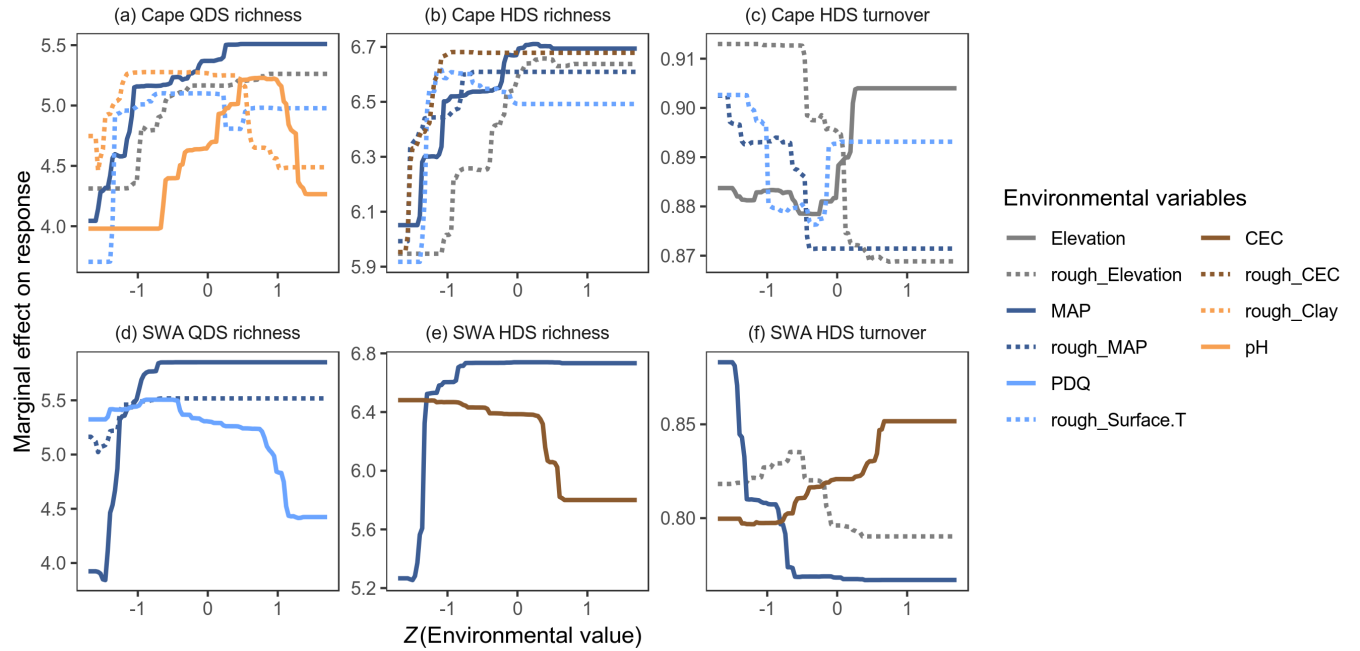 (a) Cape QDS richness
(b) Cape HDS richness
(c) Cape HDS turnover
5.5
5.0
4.5
4.0
-1 0 1
6.7
6.5
6.3
6.1
5.9
-1 0 1
0.91
0.90
0.89
0.88
0.87
-1 0 1
Marginal effect on response
(d) SWA QDS richness
(e) SWA HDS richness
(f) SWA HDS turnover
5.5
5.0
4.5
4.0
-1 0 1
6.8
6.4
6.0
5.6
5.2
-1 0 1
0.85
0.80
-1 0 1
Z(Environmental value)
Environmental variables
Elevation
rough_Elevation
MAP
rough_MAP
PDQ
rough_Surface.T
CEC
rough_CEC
rough_Clay
pH